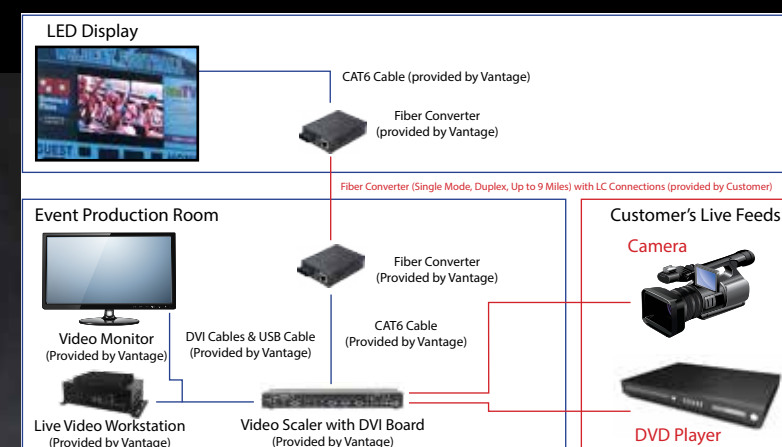 LED Display
CAT6 Cable (provided by Vantage)
Fiber Converter
(provided by Vantage)
GUEST
Fiber Converter (Single Mode, Duplex, Up to 9 Miles) with LC Connections (provided by Customer)
Event Production Room
Customer's Live Feeds
Camera
Fiber Converter
(Provided by Vantage)
Video Monitor
(Provided by Vantage)
DVI Cables & USB Cable
(Provided by Vantage)
CAT6 Cable
(Provided by Vantage)
Live Video Workstation
(Provided by Vantage)
Video Scaler with DVI Board
(Provided by Vantage)
DVD Player